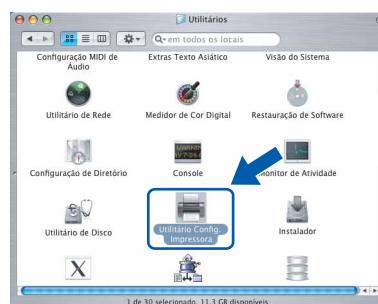 Utilitários
em todos os locais
Configuração MIDI de
Áudio
Extras Texto Asiático
Visão do Sistema
Utilitário de Rede
Medidor de Cor Digital
Restauração de Software
Configuração de Diretório
Console
Monitor de Atividade
Utilitário de Disco
Utilitário Config.
Impressora
Instalador
1 de 30 selecionado, 11.3 GB disponíveis